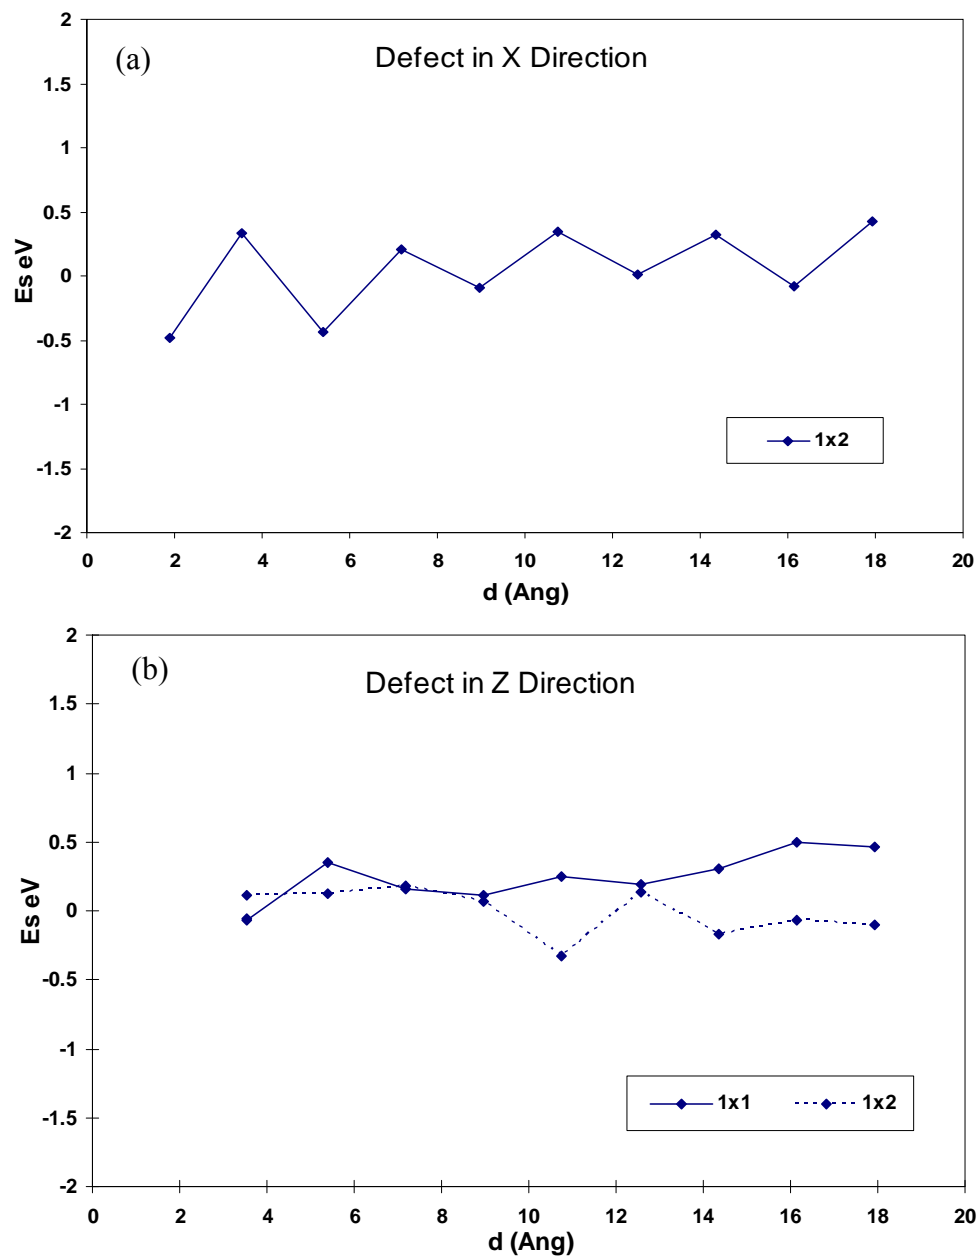 2
(a)
Defect in X Direction
1.5
1
0.5
0
-0.5
-1
-1.5
-2
Es eV
1x2
0 2 4 6 8 10 12 14 16 18 20
d (Ang)
2
(b)
Defect in Z Direction
1.5
1
0.5
0
-0.5
-1
-1.5
-2
Es eV
1x1 1x2
0 2 4 6 8 10 12 14 16 18 20
d (Ang)